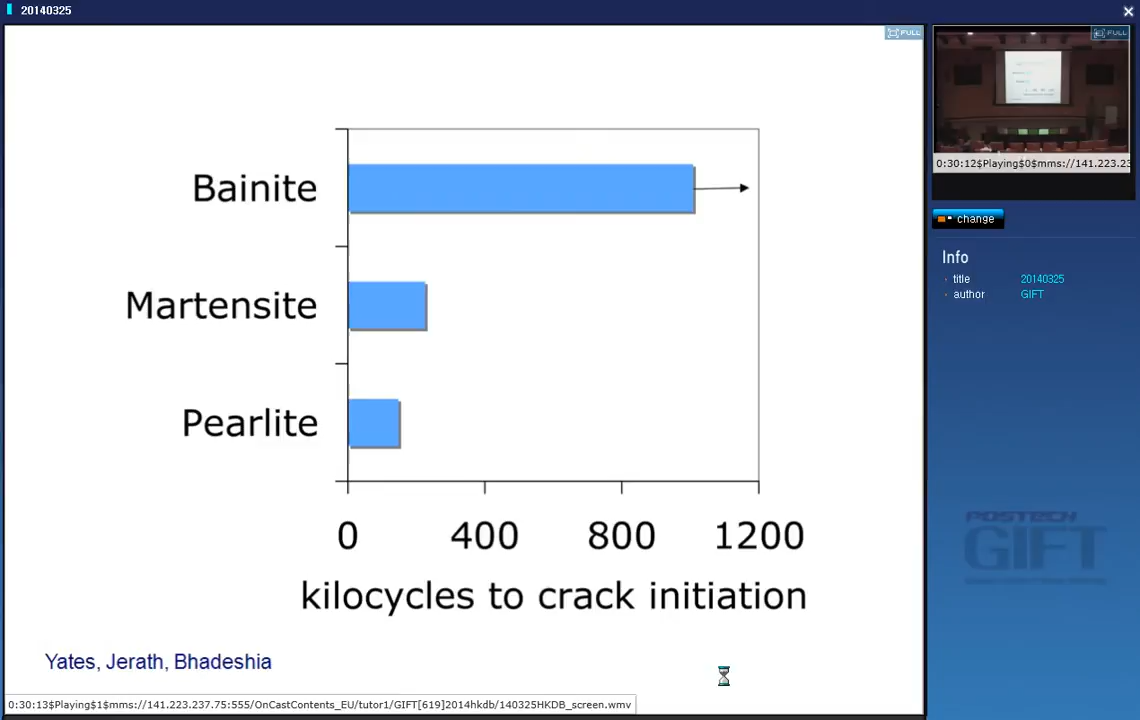 20140325
FULL
FULL
Bainite
Martensite
Pearlite
0 400 800 1200
kilocycles to crack initiation
Yates, Jerath, Bhadeshia
0:30:13$Playing$1$mms://141.223.237.75:555/OnCastContents_EU/tutor1/GIFT[619]2014hkdb/140325HKDB_screen.wmv
0:30:12$Playing$0$mms://141.223.23
change
Info
title 20140325
author GIFT
POSTECH
GIFT